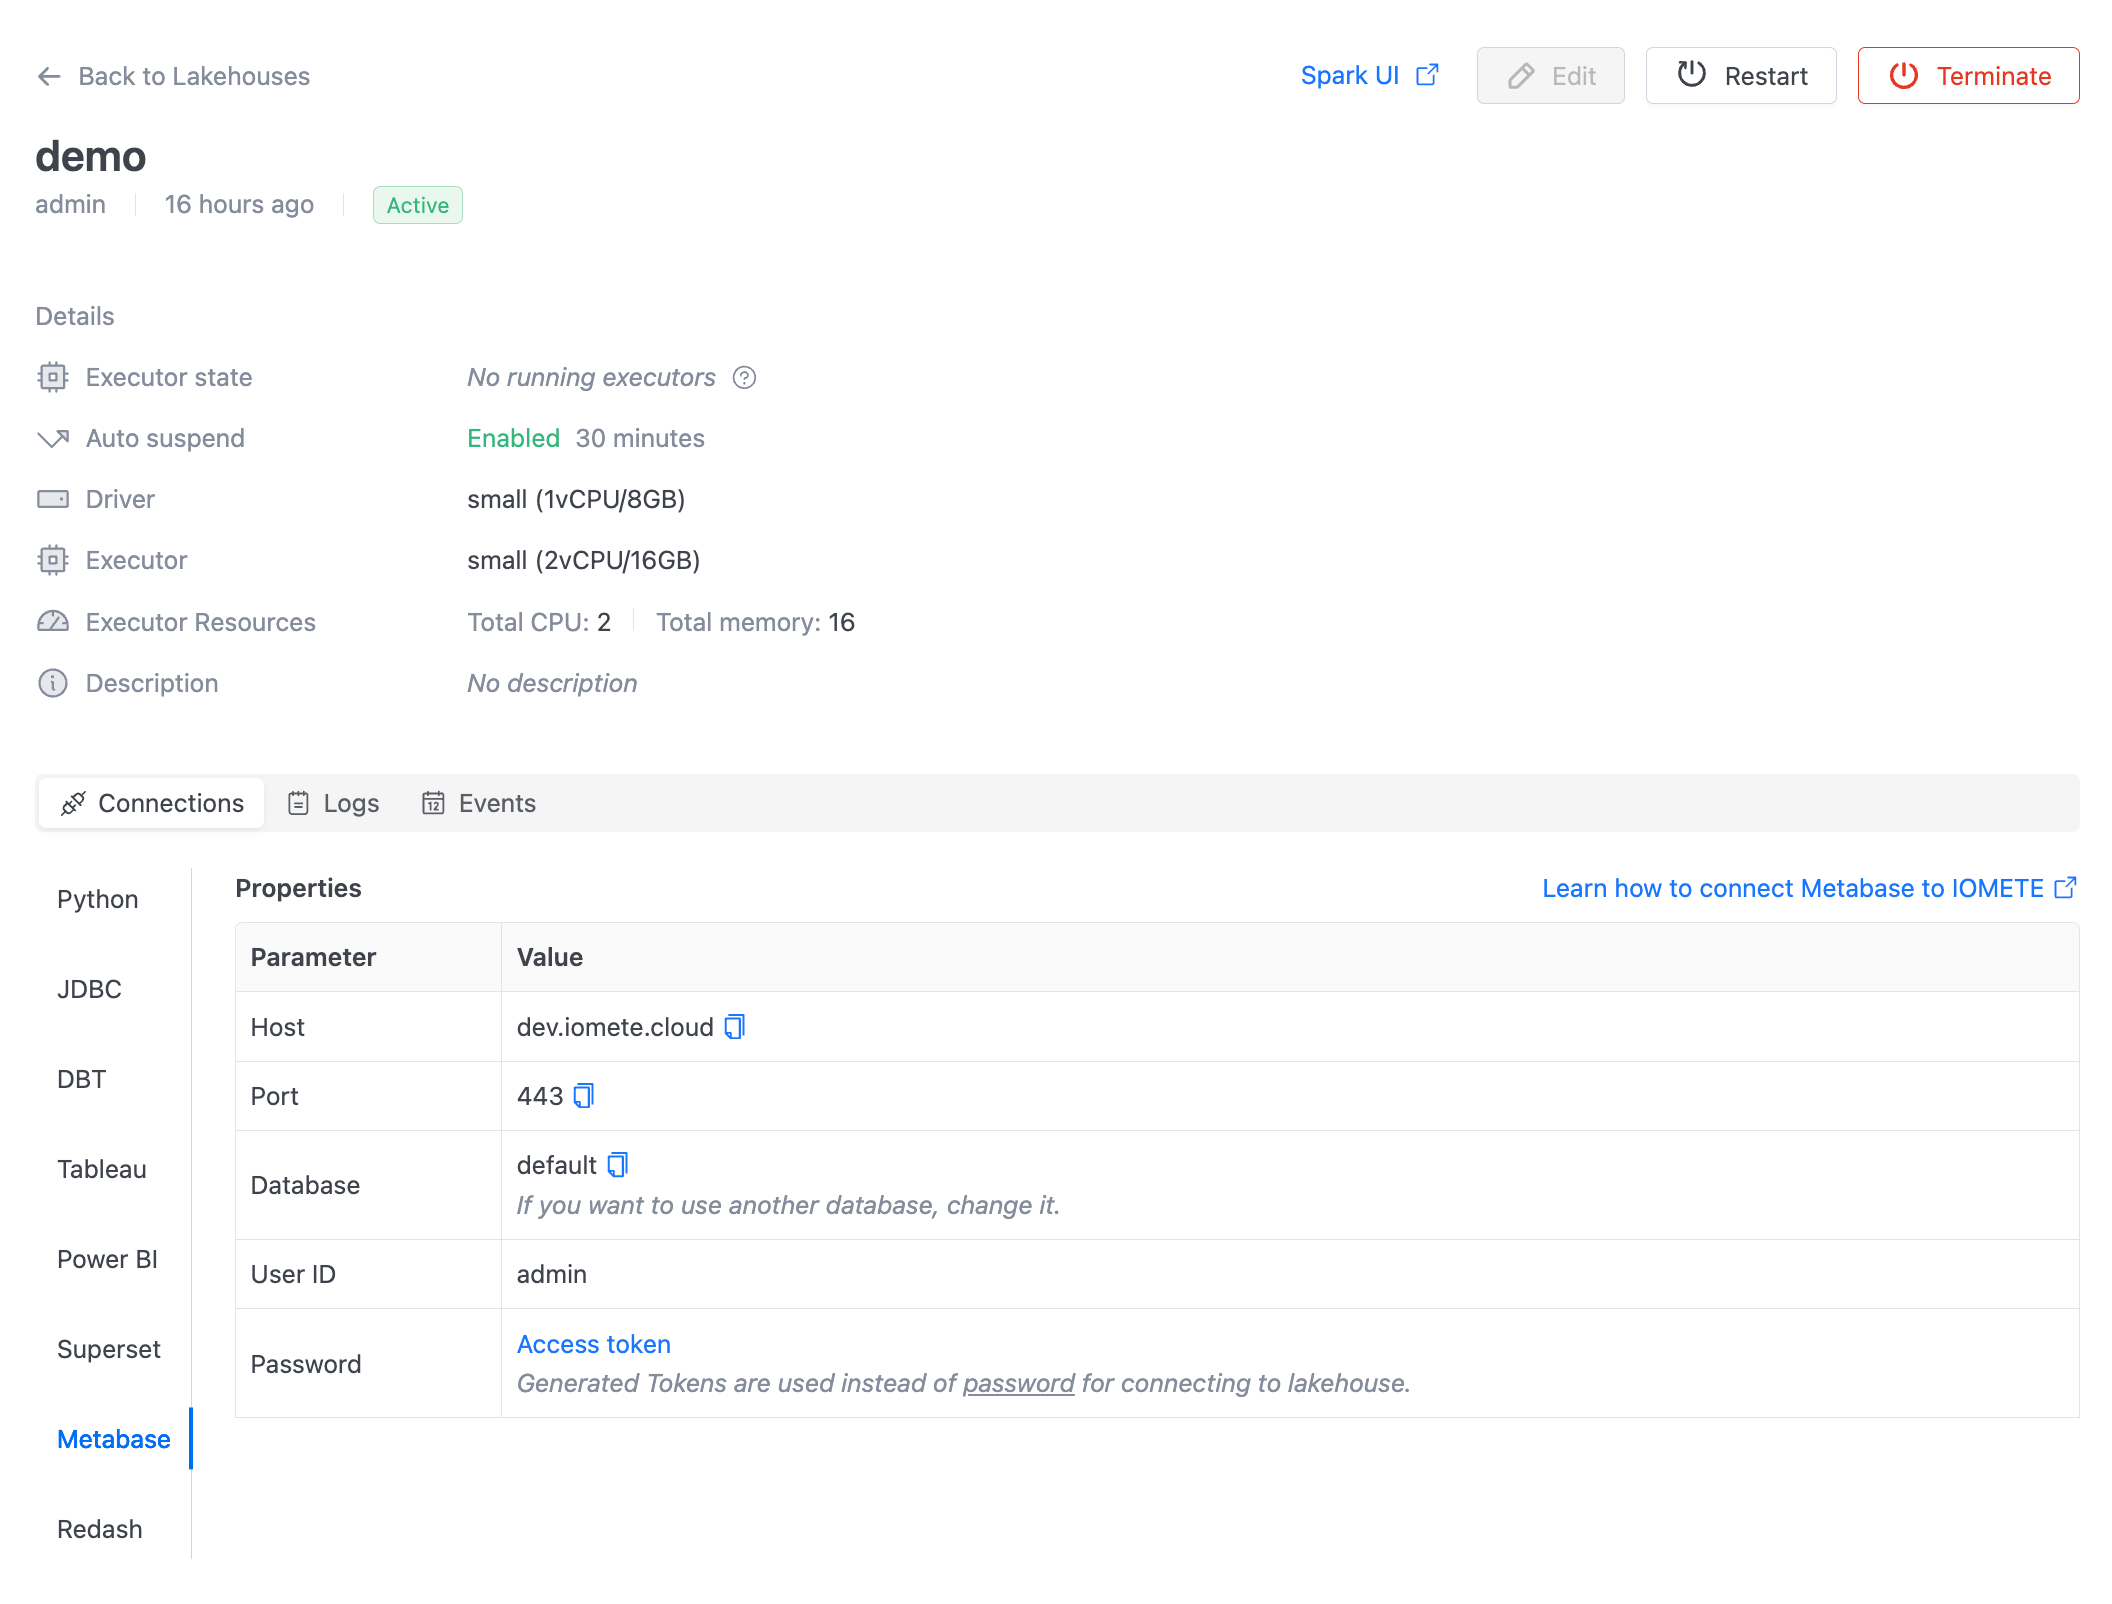 Back to Lakehouses
Spark UI
Edit
Restart
Terminate
demo
admin
16 hours ago
Active
Details
Executor state
No running executors
Auto suspend
Enabled 30 minutes
Driver
small (1vCPU/8GB)
Executor
small (2vCPU/16GB)
Executor Resources
Total CPU: 2
Total memory: 16
Description
No description
Connections
Logs
12
Events
Python
JDBC
DBT
Tableau
Power BI
Superset
Metabase
Redash
Properties
Learn how to connect Metabase to IOMETE
Parameter
Value
Host
dev.iomete.cloud
Port
443
Database
default
If you want to use another database, change it.
User ID
admin
Password
Access token
Generated Tokens are used instead of password for connecting to lakehouse.